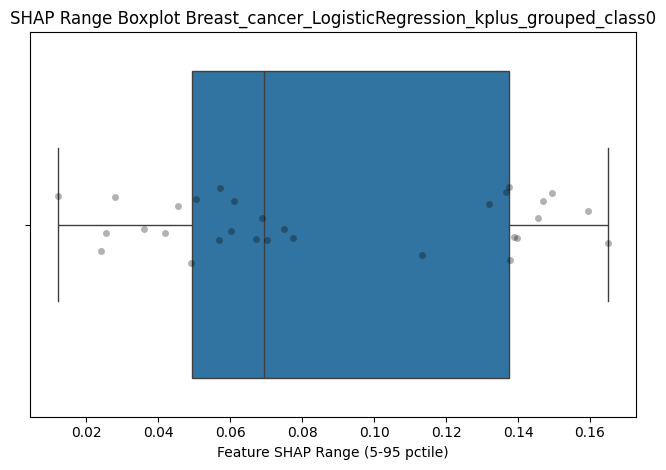 SHAP Range Boxplot Breast_cancer_LogisticRegression_kplus_grouped_class0
0.02 0.04 0.06 0.08 0.10 0.12 0.14 0.16
Feature SHAP Range (5-95 pctile)